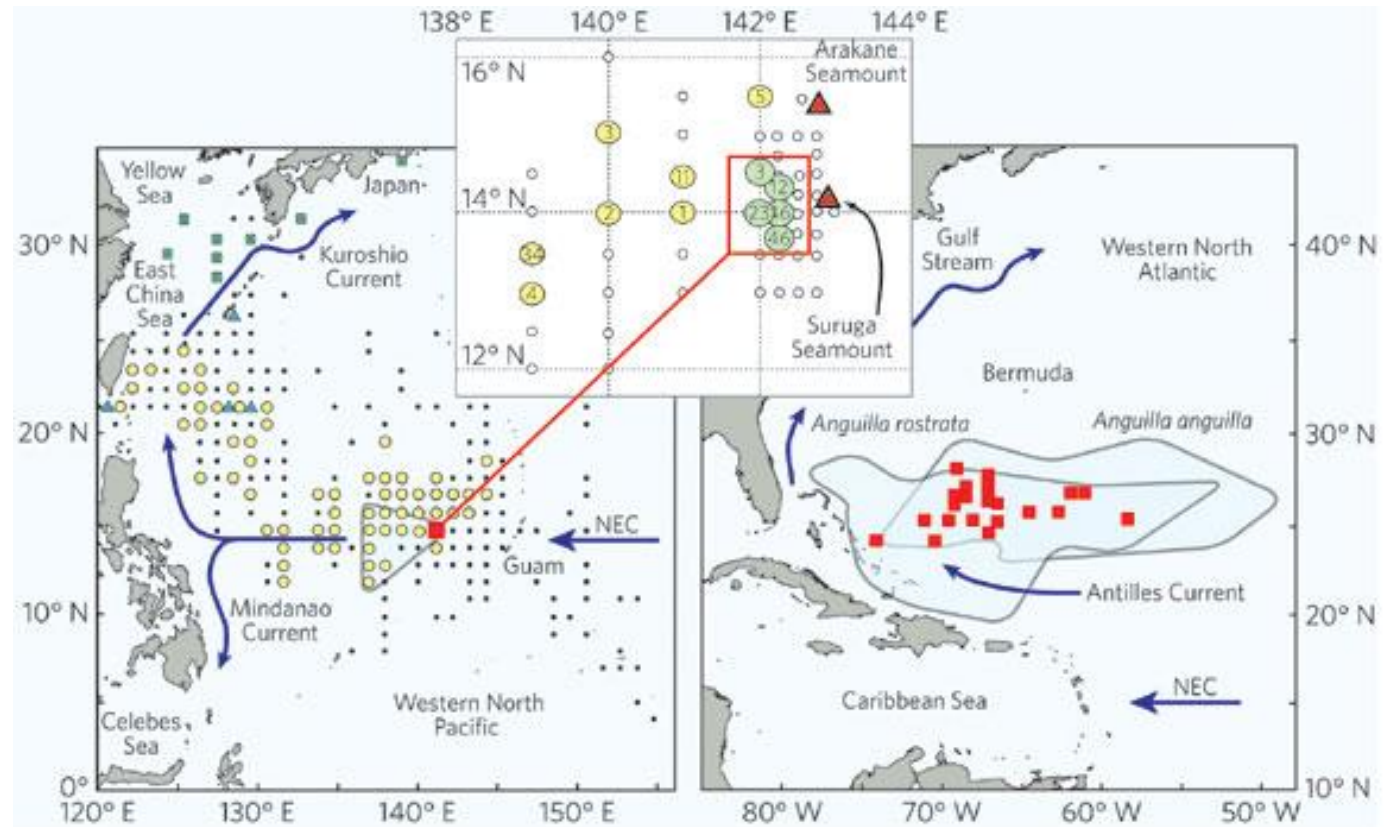 138° E 140° E 142° E 144° E
Arakane
Seamount
16° N
5
3
11
3
12
14° N
2
1
23
16
46
34
4
Suruga
Seamount
12° N
Yellow
Sea
Japan
30° N
Kuroshio
Current
East
China
Sea
20° N
NEC
Guam
10° N
Mindanao
Current
Western North
Pacific
Celebes
Sea
0°
120° E 130° E 140° E 150° E
Gulf
Stream
Western North
Atlantic
40° N
Bermuda
Anguilla rostrata
Anguilla anguilla
30° N
Antilles Current
20° N
Caribbean Sea
NEC
10° N
80° W 70° W 60° W 50° W